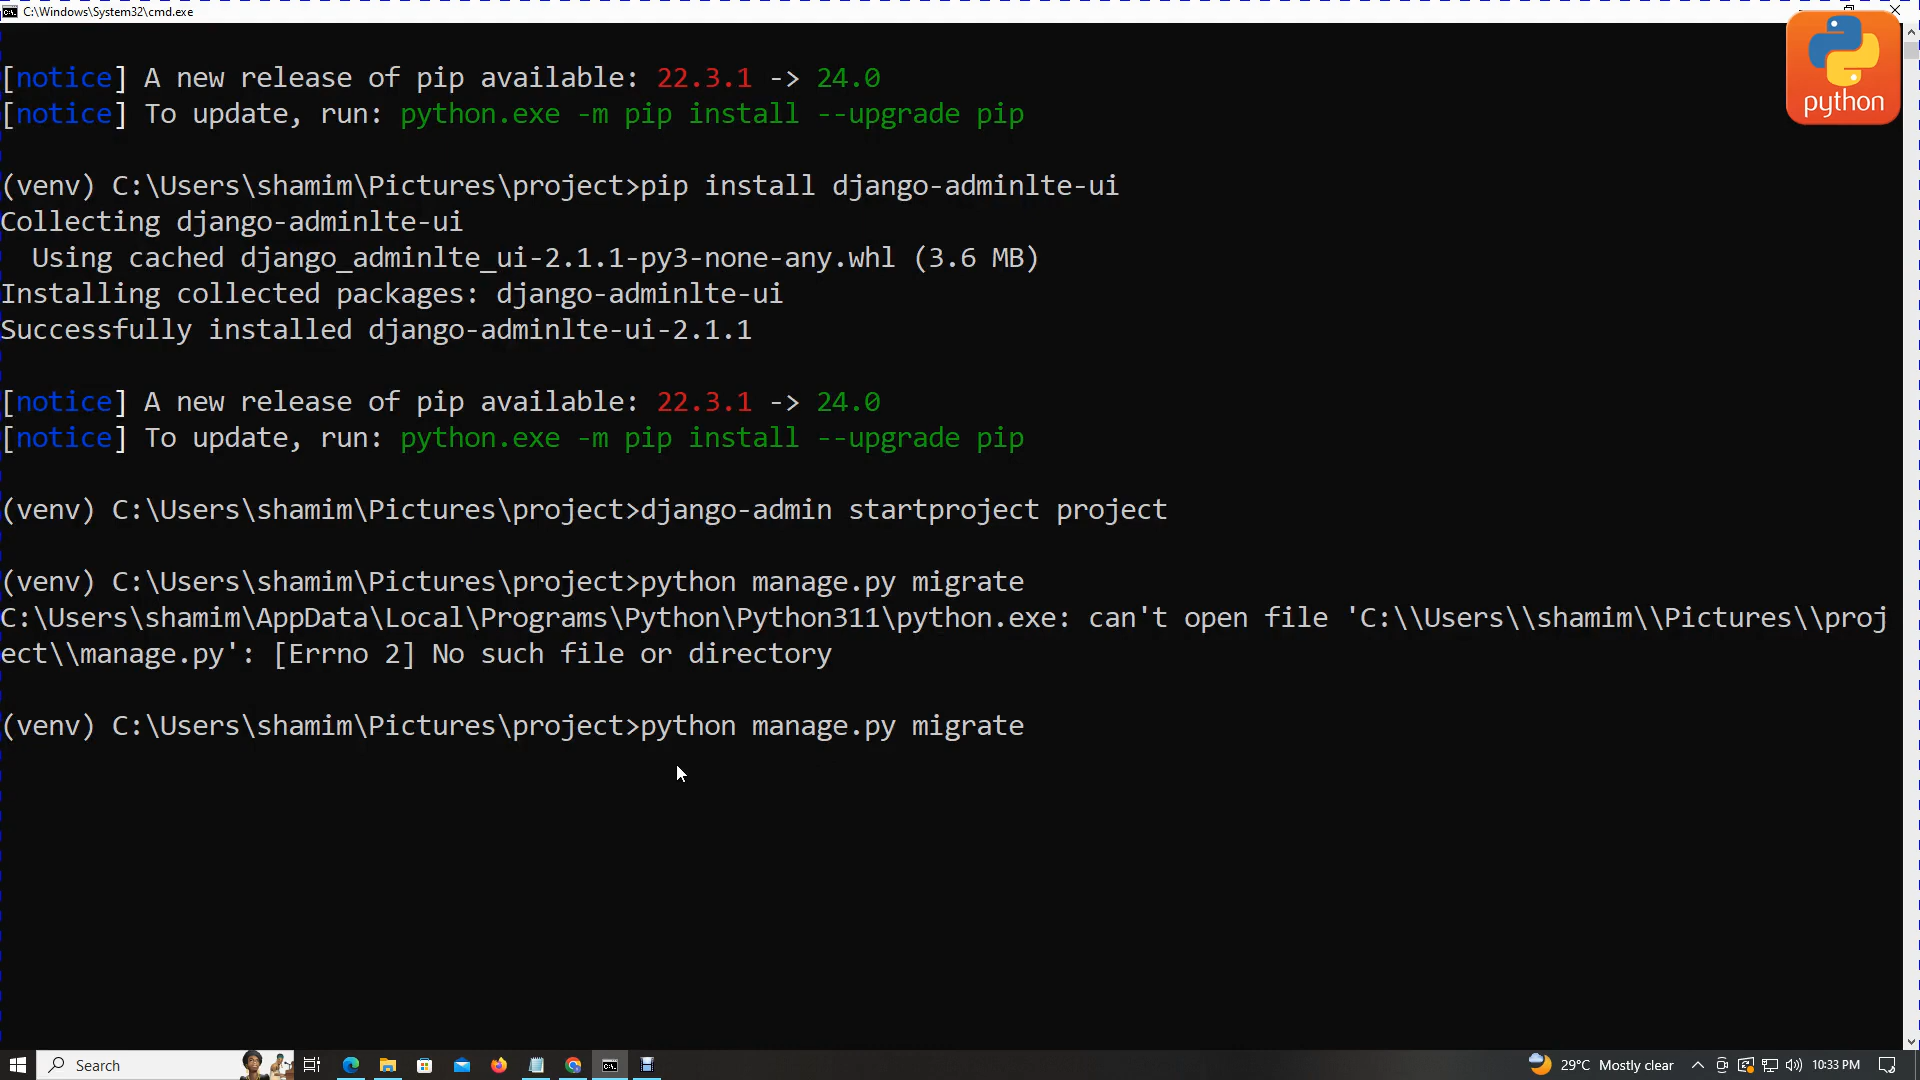 C:\Windows\System32\cmd.exe
python
[notice] A new release of pip available: 22.3.1 -> 24.0
[notice] To update, run: python.exe -m pip install --upgrade pip
(venv) C:\Users\shamim\Pictures\project>pip install django-adminlte-ui
Collecting django-adminlte-ui
  Using cached django_adminlte_ui-2.1.1-py3-none-any.whl (3.6 MB)
Installing collected packages: django-adminlte-ui
Successfully installed django-adminlte-ui-2.1.1
[notice] A new release of pip available: 22.3.1 -> 24.0
[notice] To update, run: python.exe -m pip install --upgrade pip
(venv) C:\Users\shamim\Pictures\project>django-admin startproject project
(venv) C:\Users\shamim\Pictures\project>python manage.py migrate
C:\Users\shamim\AppData\Local\Programs\Python\Python311\python.exe: can't open file 'C:\\Users\\shamim\\Pictures\\proj
ect\\manage.py': [Errno 2] No such file or directory
(venv) C:\Users\shamim\Pictures\project>python manage.py migrate
Search
29°C Mostly clear
10:33 PM